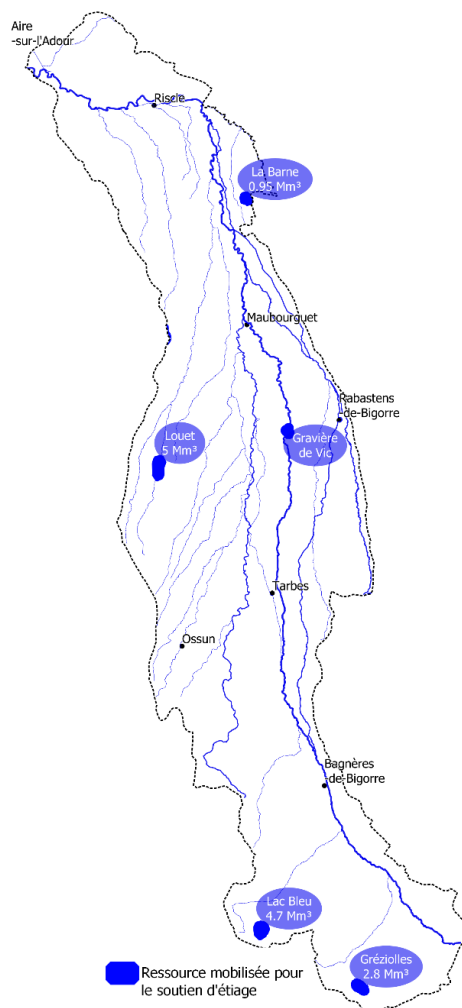 Aire
-sur-l'Adour
Riscle
La Barne
0.95 Mm³
Maubourguet
Rabastens
-de-Bigorre
Louet
5 Mm³
Gravière
de Vic
Tarbes
Ossun
Bagnères
-de-Bigorre
Lac Bleu
4.7 Mm³
Gréziolles
2.8 Mm³
Ressource mobilisée pour
le soutien d'étiage